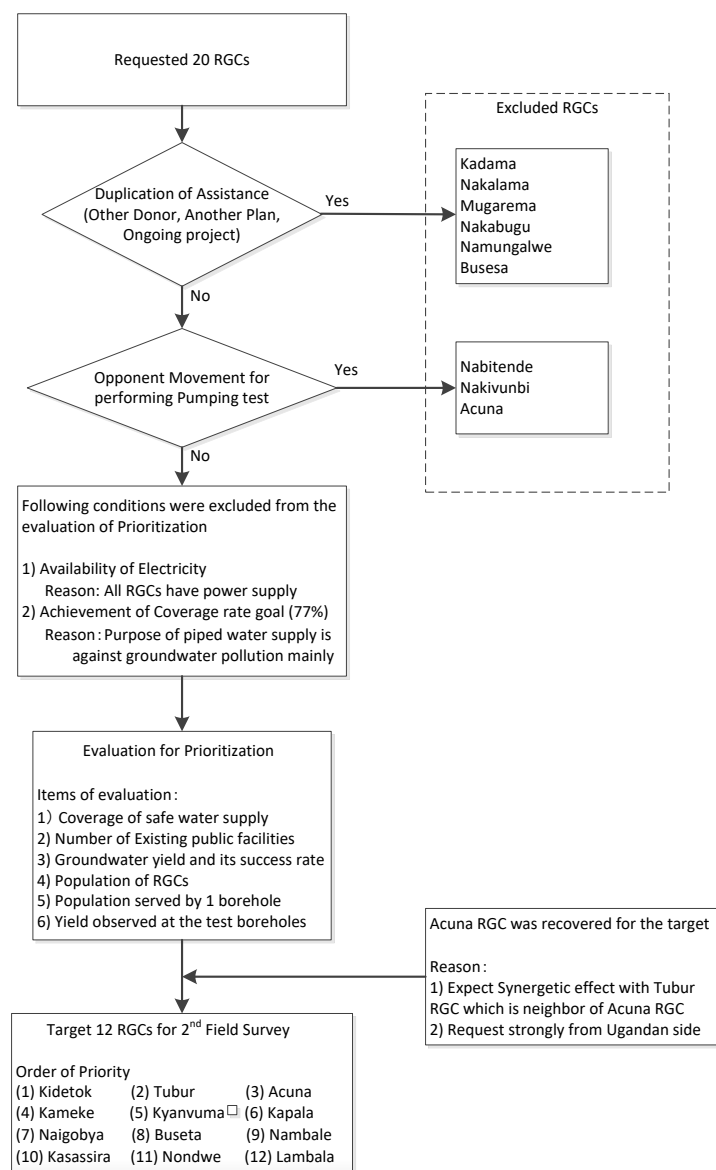 Requested 20 RGCs
Excluded RGCs
Duplication of Assistance
(Other Donor, Another Plan,
Ongoing project)
Yes
Kadama
Nakalama
Mugarema
Nakabugu
Namungalwe
Busesa
No
Opponent Movement for
performing Pumping test
Yes
Nabitende
Nakivunbi
Acuna
No
Following conditions were excluded from the
evaluation of Prioritization
1) Availability of Electricity
Reason: All RGCs have power supply
2) Achievement of Coverage rate goal (77%)
Reason : Purpose of piped water supply is
against groundwater pollution mainly
Evaluation for Prioritization
Items of evaluation :
1）Coverage of safe water supply
2) Number of Existing public facilities
3) Groundwater yield and its success rate
4) Population of RGCs
5) Population served by 1 borehole
6) Yield observed at the test boreholes
Acuna RGC was recovered for the target
Reason :
1) Expect Synergetic effect with Tubur
RGC which is neighbor of Acuna RGC
2) Request strongly from Ugandan side
Target 12 RGCs for 2nd Field Survey
Order of Priority
(1) Kidetok (2) Tubur (3) Acuna
(4) Kameke (5) Kyanvuma□ (6) Kapala
(7) Naigobya (8) Buseta (9) Nambale
(10) Kasassira (11) Nondwe (12) Lambala